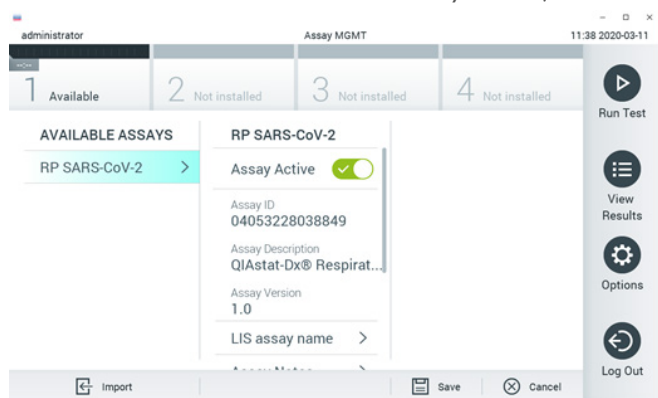 administrator Assay MGMT 11:38 2020-03-11
1 Available 2 Not installed 3 Not installed 4 Not installed
Run Test
AVAILABLE ASSAYS RP SARS-CoV-2
RP SARS-CoV-2 > Assay Active
Assay ID
04053228038849
View
Results
Assay Description
QIAstat-Dx® Respirat...
Options
Assay Version
1.0
LIS assay name >
Log Out
Import Save Cancel